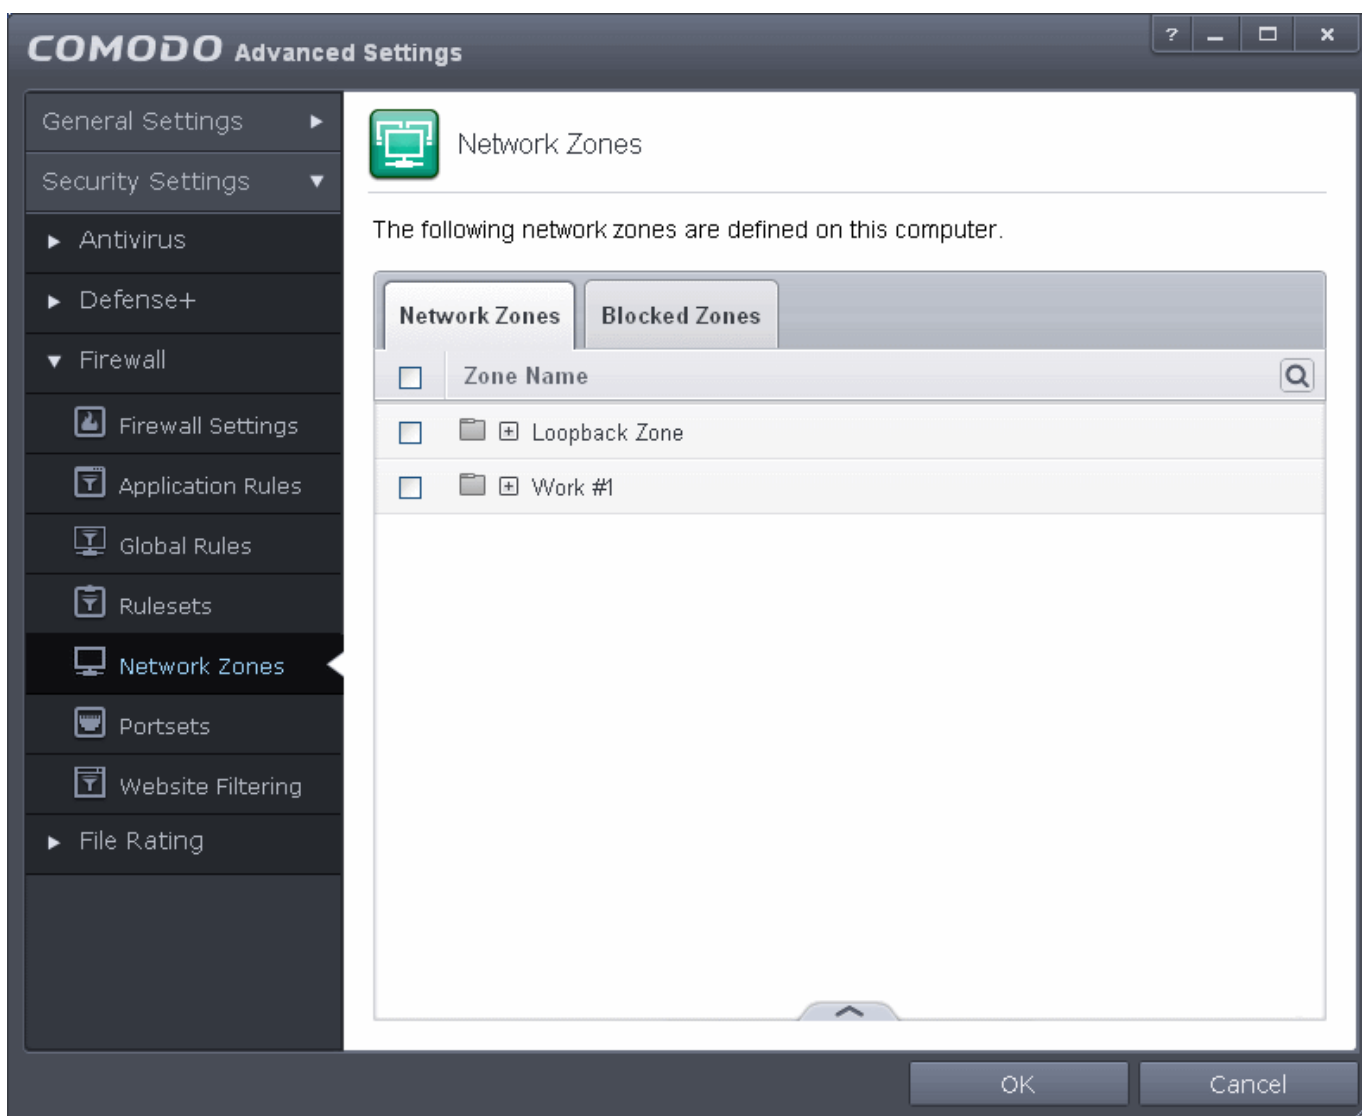 COMODO Advanced Settings
?
General Settings
Security Settings
Antivirus
Defense+
Firewall
Firewall Settings
Application Rules
Global Rules
Rulesets
Network Zones
Portsets
Website Filtering
File Rating
Network Zones
The following network zones are defined on this computer.
Network Zones Blocked Zones
Zone Name
Loopback Zone
Work #1
OK Cancel